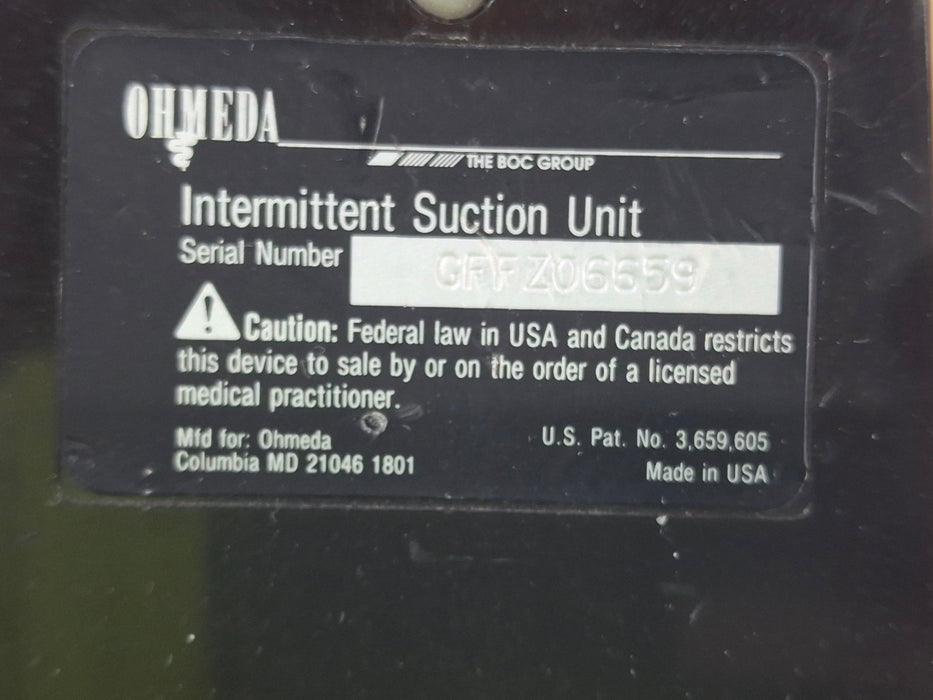 OHMEDA
THE BOC GROUP
Intermittent Suction Unit
Serial Number GFFZ06659
Caution: Federal law in USA and Canada restricts
this device to sale by or on the order of a licensed
medical practitioner.
Mfd for: Ohmeda
Columbia MD 21046 1801
U.S. Pat. No. 3,659,605
Made in USA